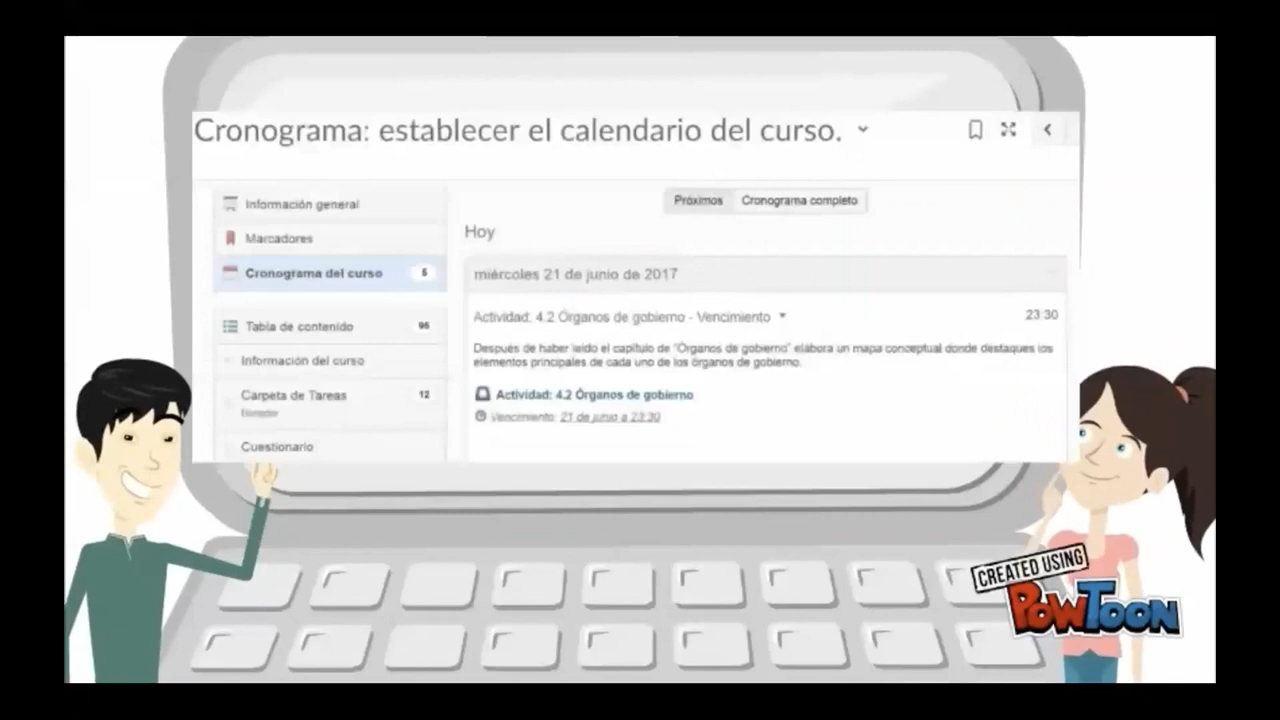 Cronograma: establecer el calendario del curso.
Información general
Marcadores
Cronograma del curso 5
Tabla de contenido 96
Información del curso
Carpeta de Tareas 12
Cuestionario
Próximos Cronograma completo
Hoy
miércoles 21 de junio de 2017
Actividad: 4.2 Órganos de gobierno - Vencimiento 23:30
Después de haber leído el capítulo de "Órganos de gobierno" elabora un mapa conceptual donde destaques los
elementos principales de cada uno de los órganos de gobierno.
Actividad: 4.2 Órganos de gobierno
Vencimiento: 21 de junio a 23:30
CREATED USING
POWTOON